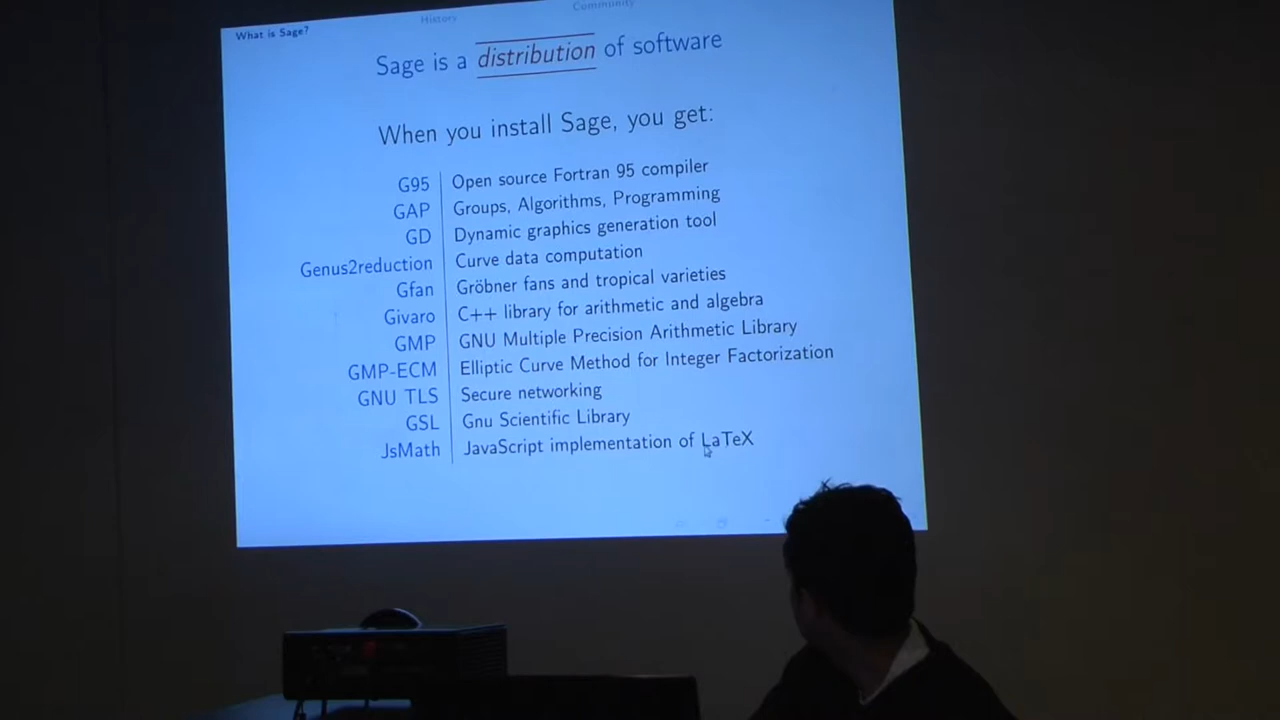 What is Sage?
History
Community
Sage is a distribution of software
When you install Sage, you get:
G95 Open source Fortran 95 compiler
GAP Groups, Algorithms, Programming
GD Dynamic graphics generation tool
Genus2reduction Curve data computation
Gfan Gröbner fans and tropical varieties
Givaro C++ library for arithmetic and algebra
GMP GNU Multiple Precision Arithmetic Library
GMP-ECM Elliptic Curve Method for Integer Factorization
GNU TLS Secure networking
GSL Gnu Scientific Library
JsMath JavaScript implementation of LaTeX